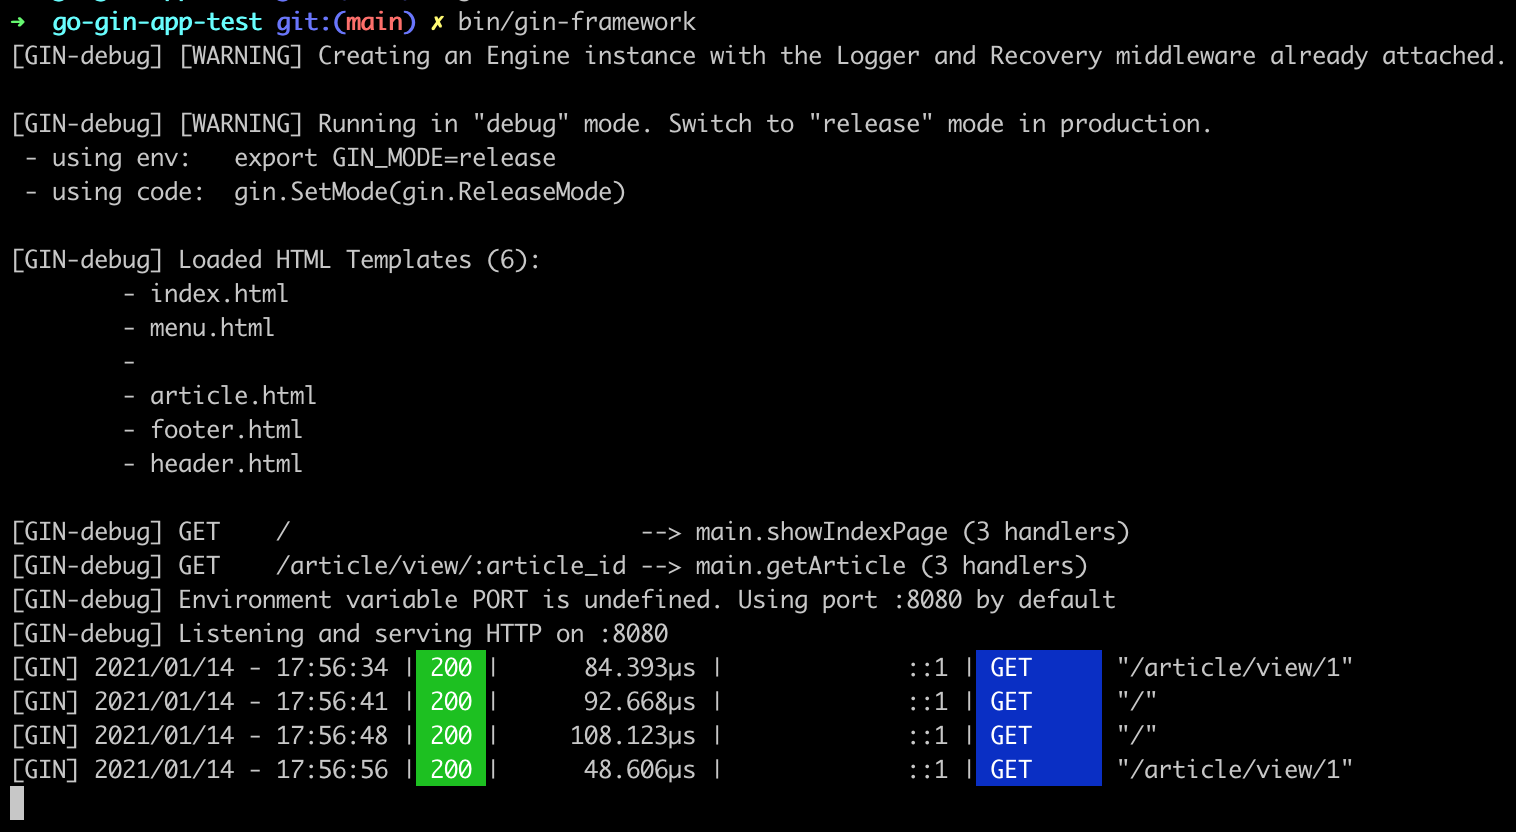 ➜  go-gin-app-test git:(main) ✗ bin/gin-framework
[GIN-debug] [WARNING] Creating an Engine instance with the Logger and Recovery middleware already attached.

[GIN-debug] [WARNING] Running in "debug" mode. Switch to "release" mode in production.
 - using env:   export GIN_MODE=release
 - using code:  gin.SetMode(gin.ReleaseMode)

[GIN-debug] Loaded HTML Templates (6):
        - index.html
        - menu.html
        -
        - article.html
        - footer.html
        - header.html

[GIN-debug] GET    /                         --> main.showIndexPage (3 handlers)
[GIN-debug] GET    /article/view/:article_id --> main.getArticle (3 handlers)
[GIN-debug] Environment variable PORT is undefined. Using port :8080 by default
[GIN-debug] Listening and serving HTTP on :8080
[GIN] 2021/01/14 - 17:56:34 | 200 |      84.393µs |             ::1 | GET      "/article/view/1"
[GIN] 2021/01/14 - 17:56:41 | 200 |      92.668µs |             ::1 | GET      "/"
[GIN] 2021/01/14 - 17:56:48 | 200 |     108.123µs |             ::1 | GET      "/"
[GIN] 2021/01/14 - 17:56:56 | 200 |      48.606µs |             ::1 | GET      "/article/view/1"